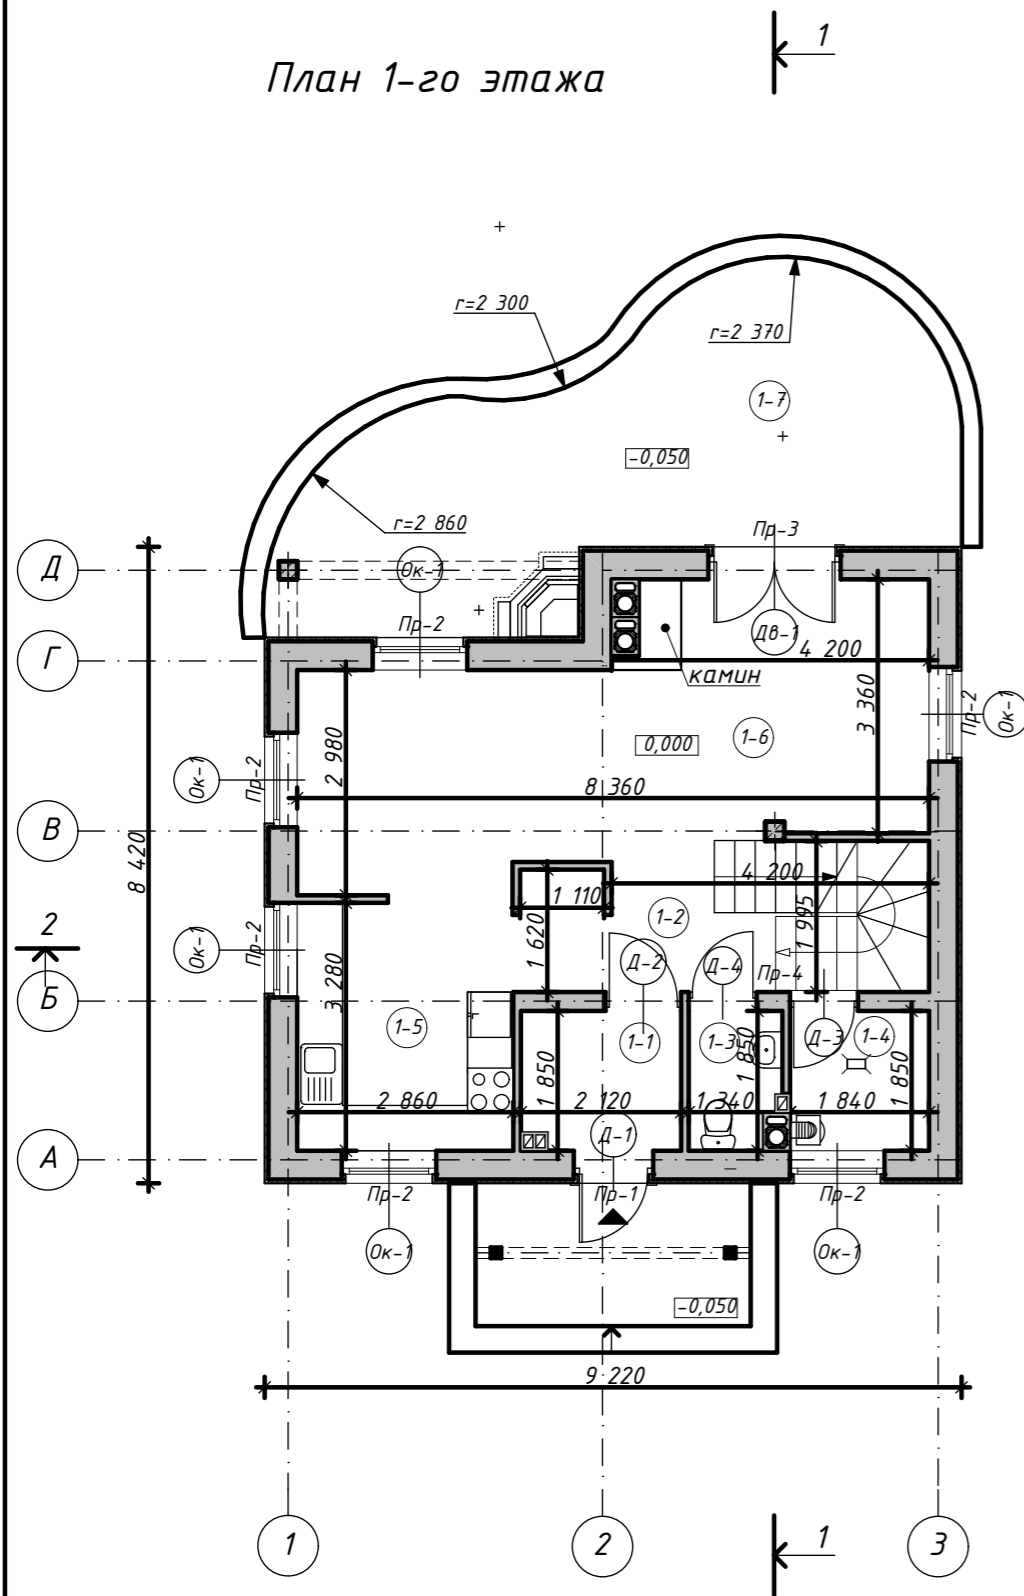 1
План 1-го этажа
r=2 300
r=2 370
1-7
-0,050
r=2 860
Пр-3
Д
Ок-1
Пр-2
ДВ-1
Г
4 200
камин
3 360
Пр-2
Ок-1
2 980
0,000
1-6
Ок-1
Пр-2
8 360
В
8 420
4 200
1 110
1-2
1 995
2
1 620
Ок-1
Пр-2
3 280
Д-2
Д-4
Пр-4
Б
1-5
1-1
1-3
Д-3
1-4
1 850
1 850
1 850
2 860
2 120
1 340
1 840
Д-1
А
Пр-2
Пр-1
Пр-2
Ок-1
Ок-1
-0,050
9 220
1
2
3
1